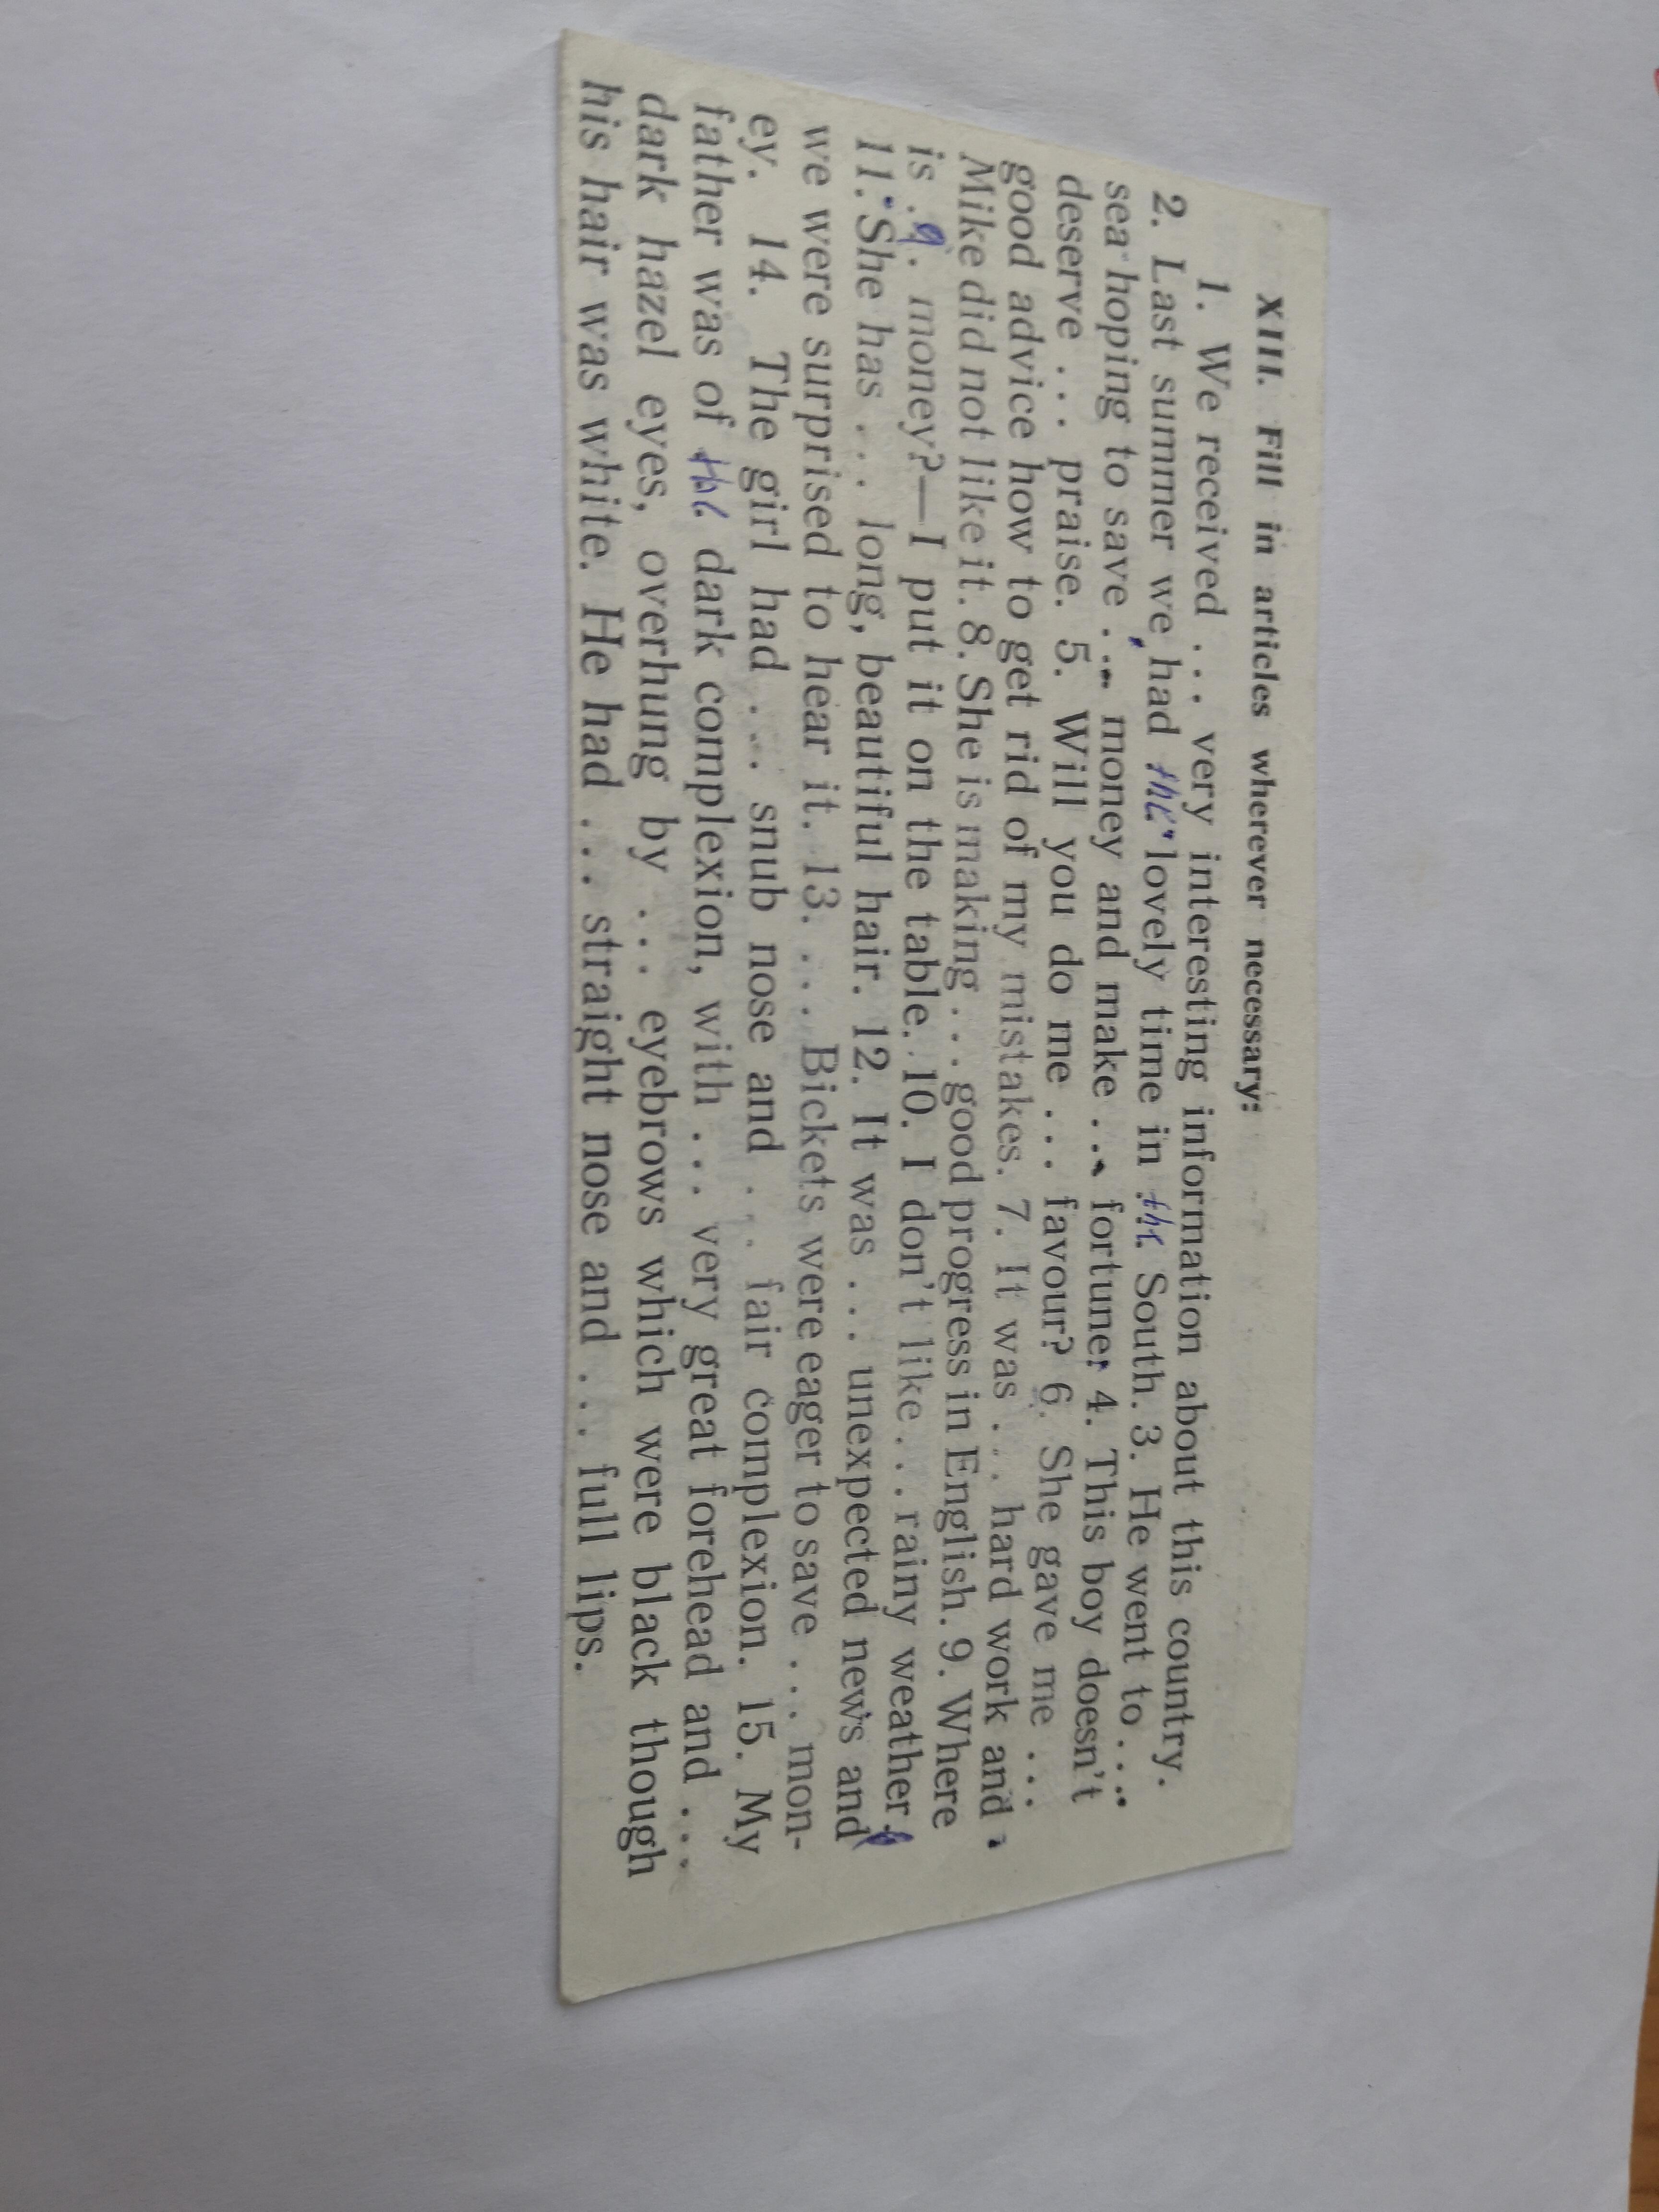 XIII. Fill in articles wherever necessary:
1. We received ... very interesting information about this country.
2. Last summer we had the lovely time in the South. 3. He went to ...
sea hoping to save ... money and make ... fortune. 4. This boy doesn't
deserve ... praise. 5. Will you do me ... favour? 6. She gave me ...
good advice how to get rid of my mistakes. 7. It was ... hard work and
Mike did not like it. 8. She is making ... good progress in English. 9. Where
is . a . money?—I put it on the table. 10. I don't like ... rainy weather.
11. She has ... long, beautiful hair. 12. It was ... unexpected news and
we were surprised to hear it. 13. ... Bickets were eager to save ... mon-
ey. 14. The girl had ... snub nose and ... fair complexion. 15. My
father was of the dark complexion, with ... very great forehead and ...
dark hazel eyes, overhung by ... eyebrows which were black though
his hair was white. He had ... straight nose and ... full lips.